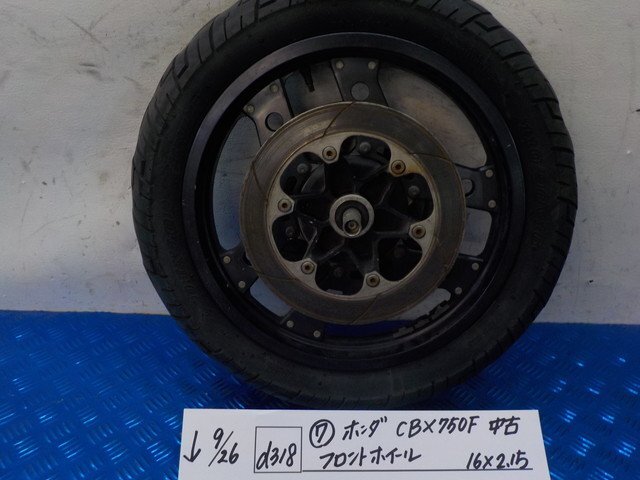 ↓ 9/26 d318 ⑦ ホンダ CBX750F 中古
フロントホイール 16×2.15